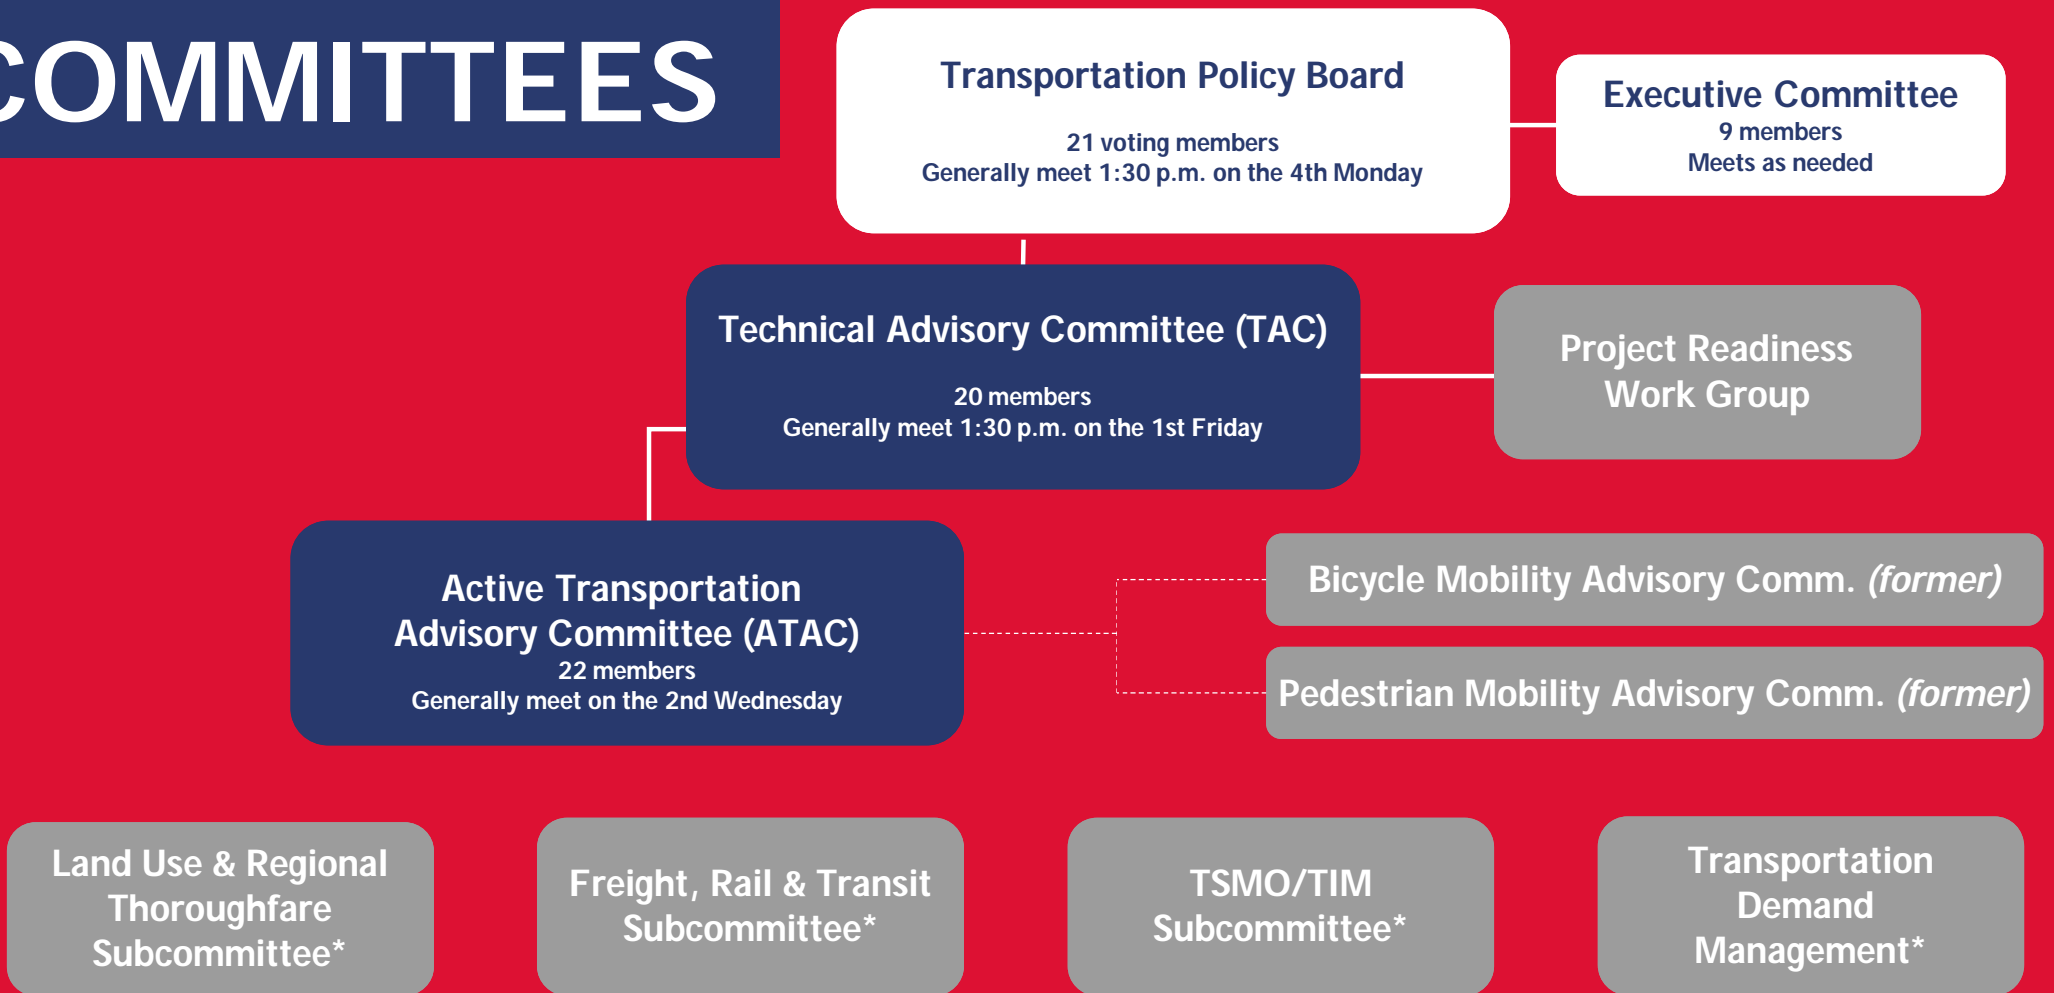 COMMITTEES
Transportation Policy Board
21 voting members
Generally meet 1:30 p.m. on the 4th Monday
Executive Committee
9 members
Meets as needed
Technical Advisory Committee (TAC)
20 members
Generally meet 1:30 p.m. on the 1st Friday
Project Readiness
Work Group
Active Transportation
Advisory Committee (ATAC)
22 members
Generally meet on the 2nd Wednesday
Bicycle Mobility Advisory Comm. (former)
Pedestrian Mobility Advisory Comm. (former)
Land Use & Regional
Thoroughfare
Subcommittee*
Freight, Rail & Transit
Subcommittee*
TSMO/TIM
Subcommittee*
Transportation
Demand
Management*